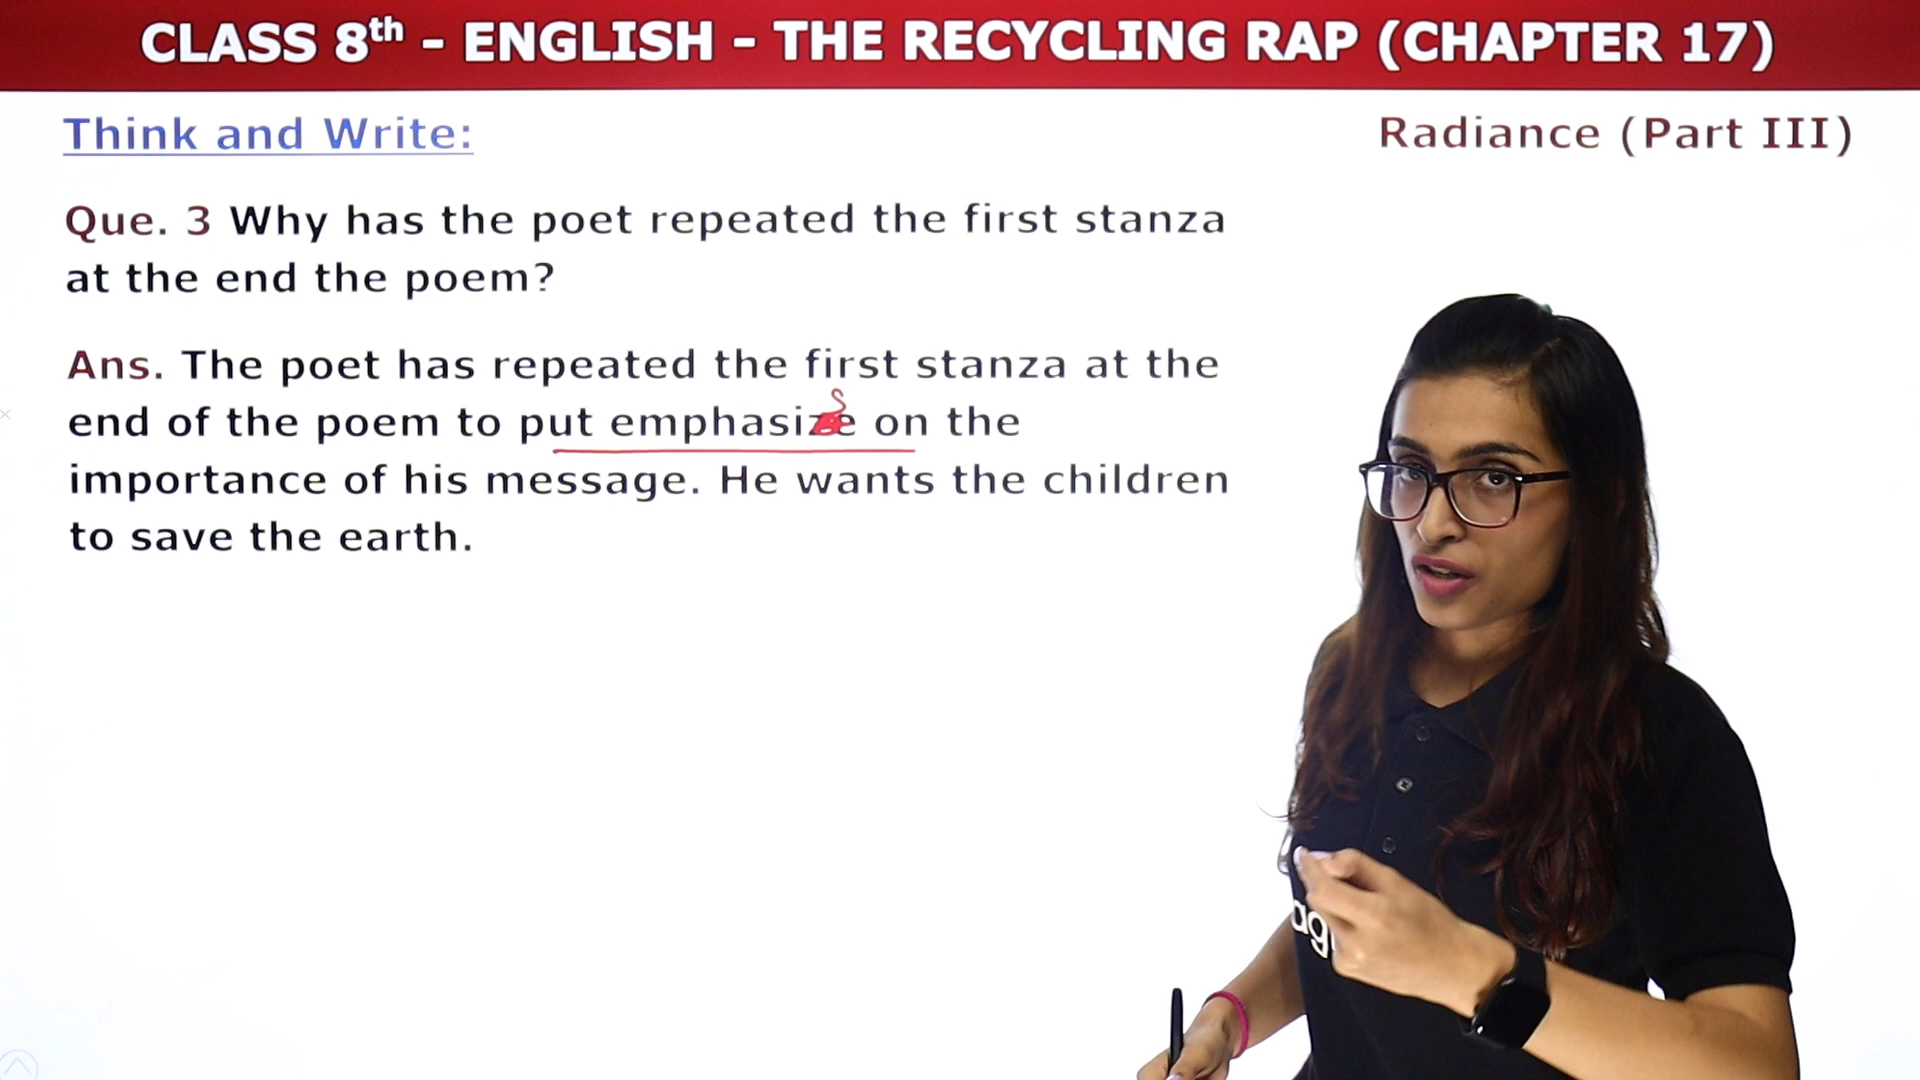 CLASS 8th - ENGLISH - THE RECYCLING RAP (CHAPTER 17)
Think and Write:
Radiance (Part III)
Que. 3 Why has the poet repeated the first stanza
at the end the poem?
Ans. The poet has repeated the first stanza at the
s
end of the poem to put emphasize on the
importance of his message. He wants the children
to save the earth.
ag